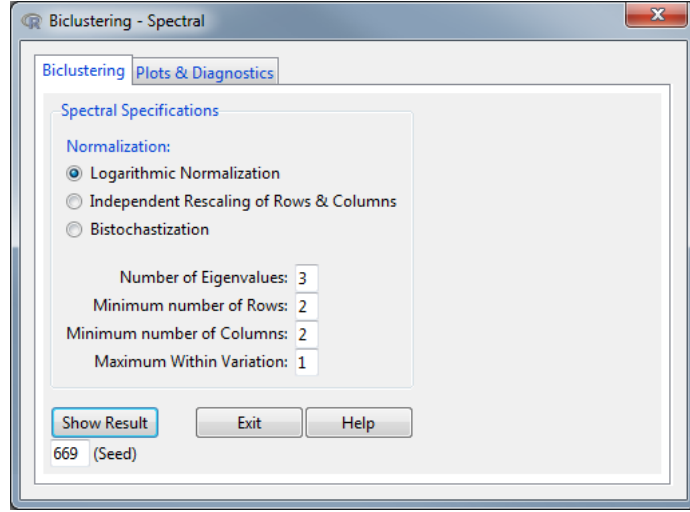 Biclustering - Spectral
Biclustering Plots & Diagnostics
Spectral Specifications
Normalization:
Logarithmic Normalization
Independent Rescaling of Rows & Columns
Bistochastization
Number of Eigenvalues: 3
Minimum number of Rows: 2
Minimum number of Columns: 2
Maximum Within Variation: 1
Show Result Exit Help
669 (Seed)